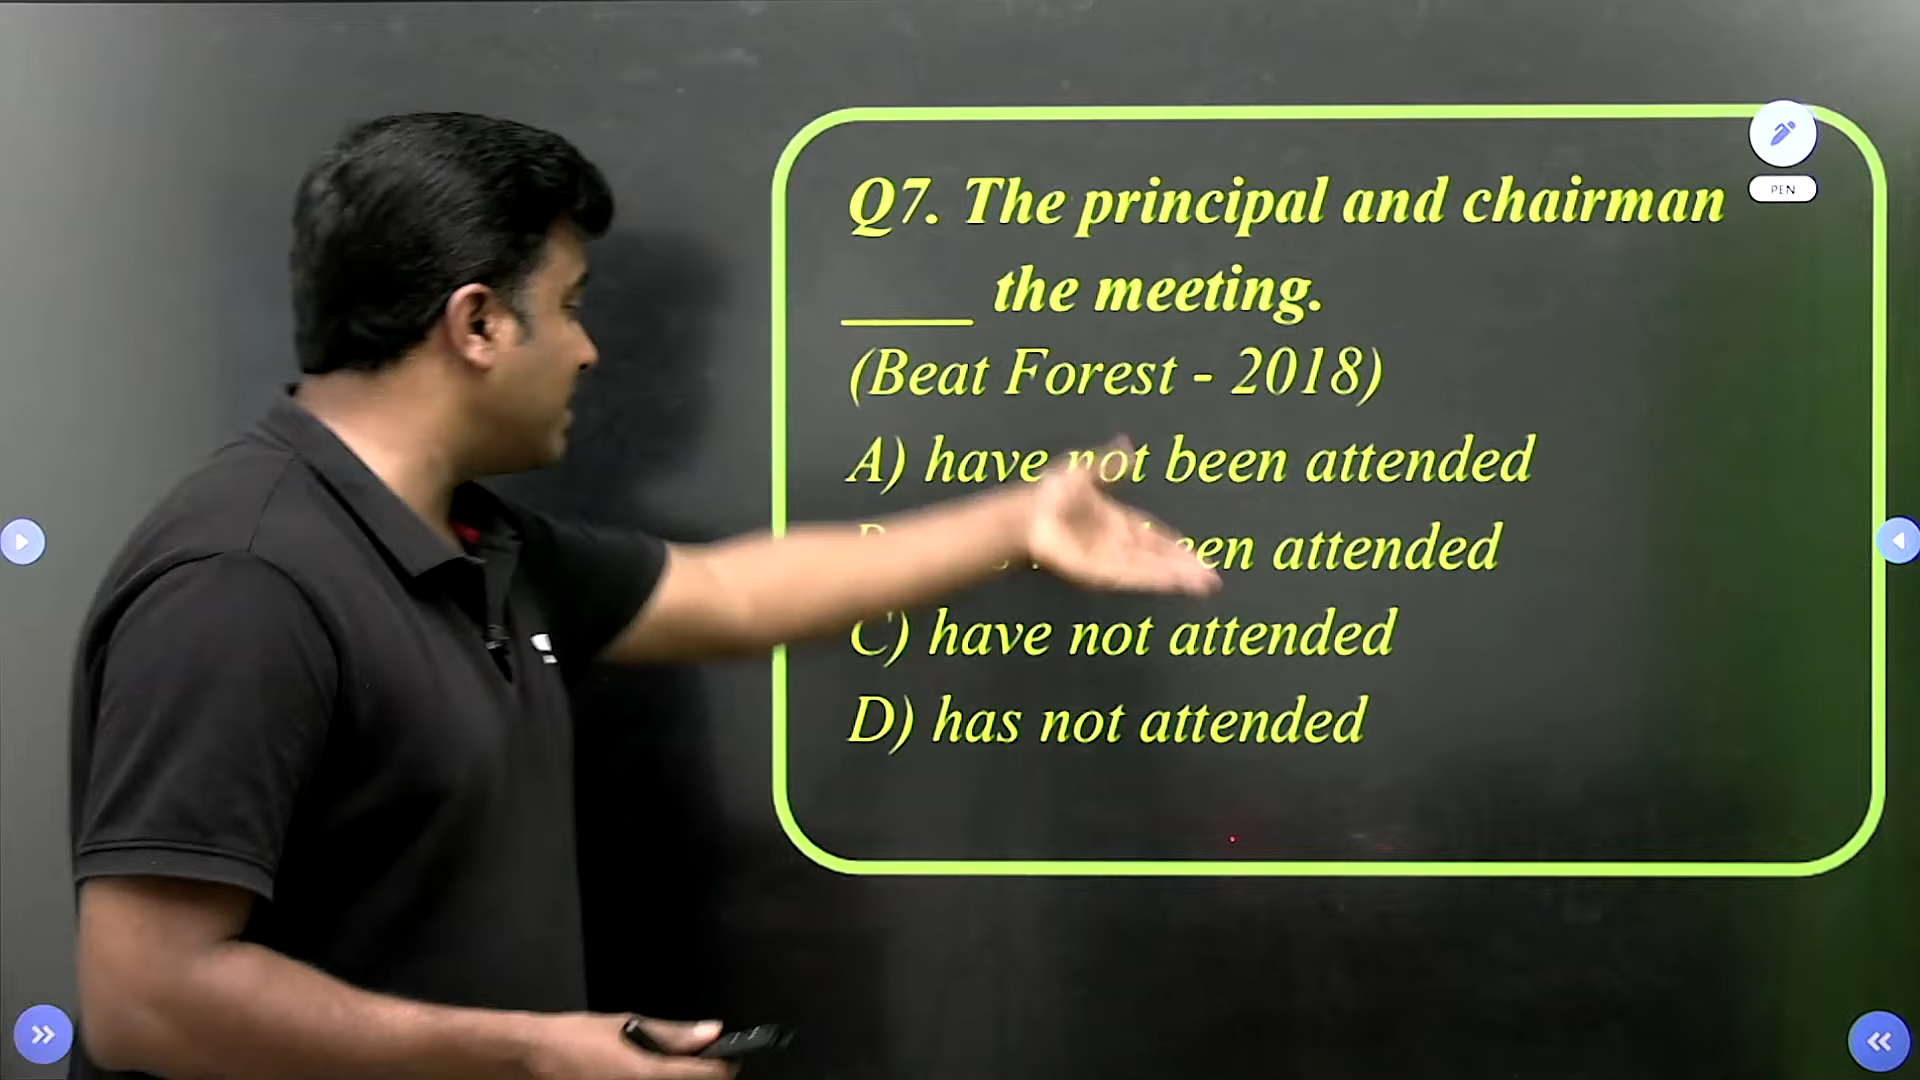 Q7. The principal and chairman
____ the meeting.
(Beat Forest - 2018)
A) have not been attended
been attended
C) have not attended
D) has not attended
PEN